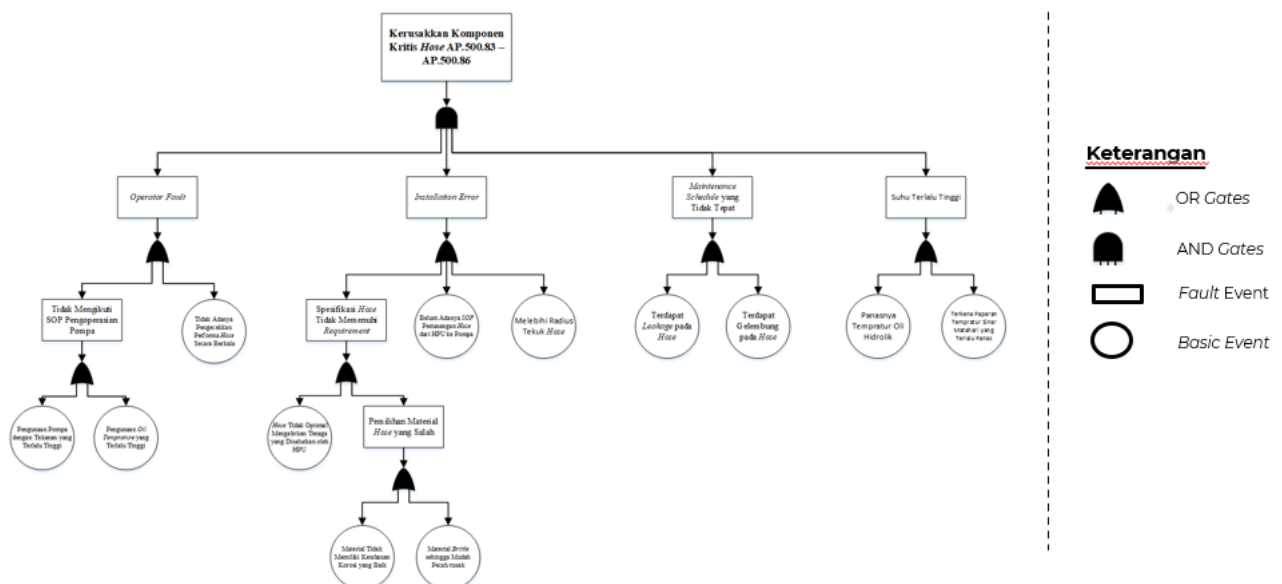 Kerusakkan Komponen
Kritis Hose AP.500.83 –
AP.500.86
Operator Fault
Installation Error
Maintenance
Schedule yang
Tidak Tepat
Suhu Terlalu Tinggi
Tidak Mengikuti
SOP Pengoperasian
Pompa
Tidak Adanya
Pengecekkan
Performa Hose
Secara Berkala
Spesifikasi Hose
Tidak Memenuhi
Requirement
Belum Adanya SOP
Pemasangan Hose
dari HPU ke Pompa
Melebihi Radius
Tekuk Hose
Terdapat
Leakage pada
Hose
Terdapat
Gelembung
pada Hose
Panasnya
Tempratur Oli
Hidrolik
Terkena Paparan
Tempratur Sinar
Matahari yang
Terlalu Panas
Pengunaan Pompa
dengan Tekanan yang
Terlalu Tinggi
Pengunaan Oil
Temprature yang
Terlalu Tinggi
Hose Tidak Optimal
Mengalirkan Tenaga
yang Disalurkan oleh
HPU
Pemilihan Material
Hose yang Salah
Material Tidak
Memiliki Ketahanan
Korosi yang Baik
Material Brittle
sehingga Mudah
Pecah/rusak
Keterangan
OR Gates
AND Gates
Fault Event
Basic Event